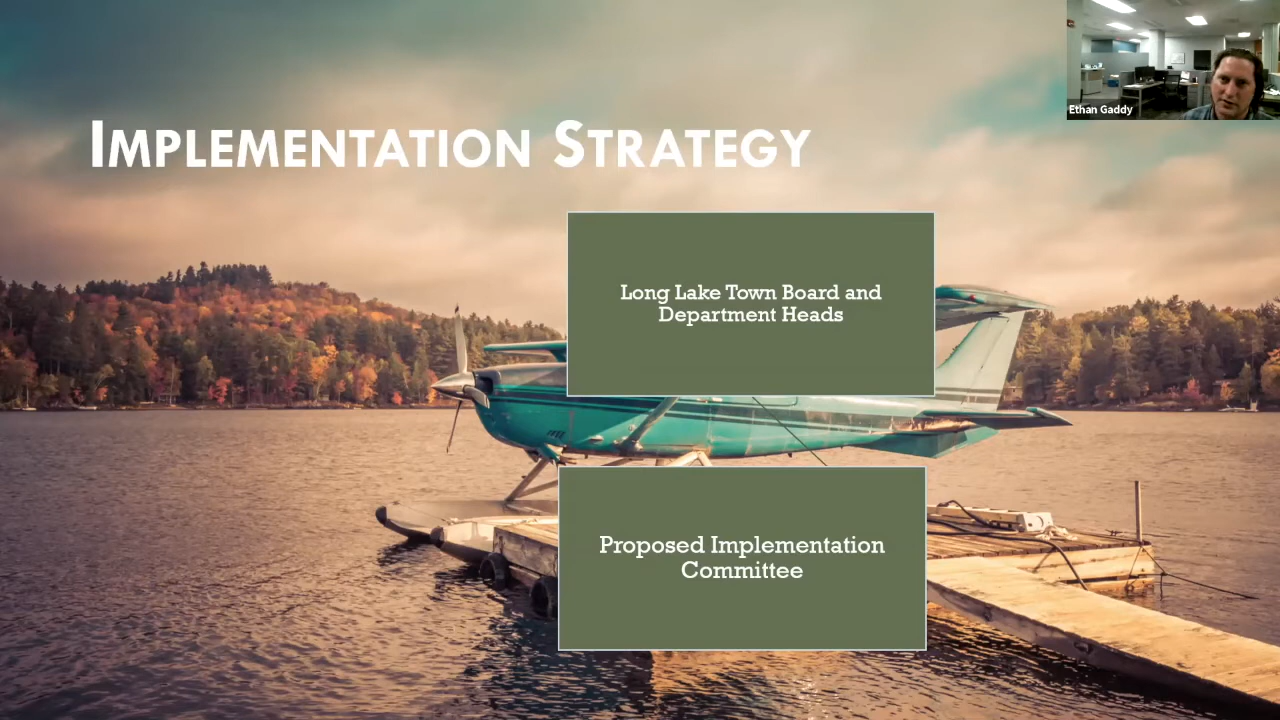 Implementation Strategy
Ethan Gaddy
Long Lake Town Board and
Department Heads
Proposed Implementation
Committee